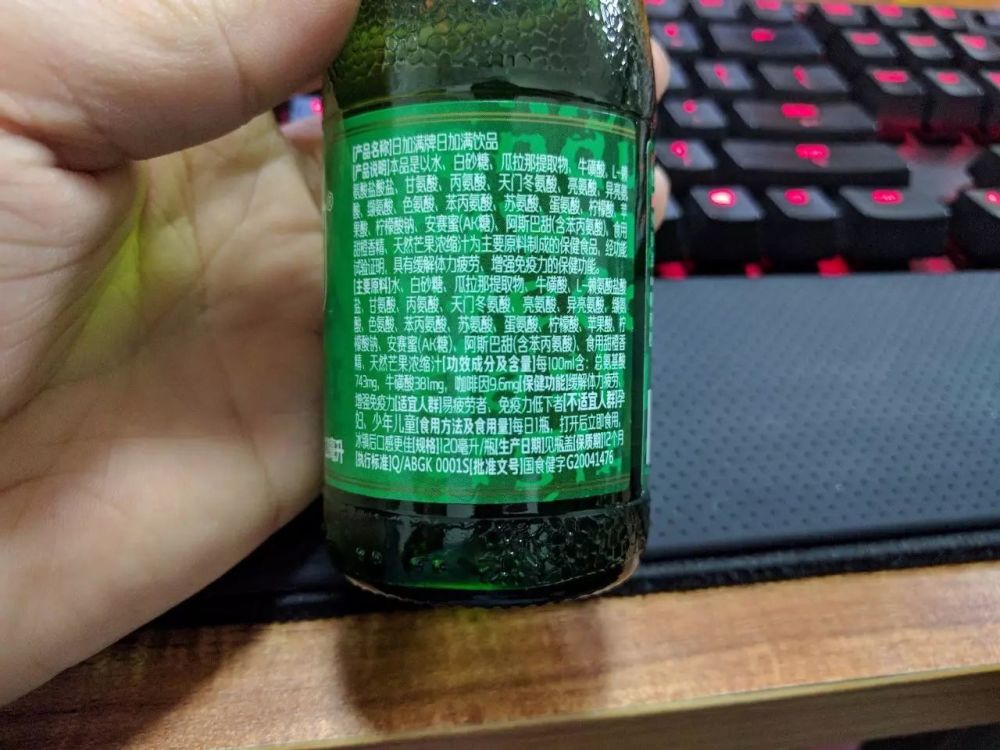 [产品名称]日加满牌日加满饮品
[产品说明]本品是以水、白砂糖、瓜拉那提取物、牛磺酸、L-赖
氨酸盐酸盐、甘氨酸、丙氨酸、天门冬氨酸、亮氨酸、异亮氨
酸、缬氨酸、色氨酸、苯丙氨酸、苏氨酸、蛋氨酸、柠檬酸、苹
果酸、柠檬酸钠、安赛蜜(AK糖)、阿斯巴甜(含苯丙氨酸)、食用
甜橙香精、天然芒果浓缩汁为主要原料制成的保健食品，经功能
试验证明，具有缓解体力疲劳、增强免疫力的保健功能。
[主要原料]水、白砂糖、瓜拉那提取物、牛磺酸、L-赖氨酸盐酸
盐、甘氨酸、丙氨酸、天门冬氨酸、亮氨酸、异亮氨酸、缬氨
酸、色氨酸、苯丙氨酸、苏氨酸、蛋氨酸、柠檬酸、苹果酸、柠
檬酸钠、安赛蜜(AK糖)、阿斯巴甜(含苯丙氨酸)、食用甜橙香
精、天然芒果浓缩汁[功效成分及含量]每100ml含：总氨基酸
743mg，牛磺酸381mg，咖啡因9.6mg[保健功能]缓解体力疲劳、
增强免疫力[适宜人群]易疲劳者、免疫力低下者[不适宜人群]孕
妇、少年儿童[食用方法及食用量]每日1瓶，打开后立即食用，
冰镇后口感更佳[规格]120毫升/瓶[生产日期]见瓶盖[保质期]12个月
[执行标准]Q/ABGK 0001S[批准文号]国食健字G20041476
毫升